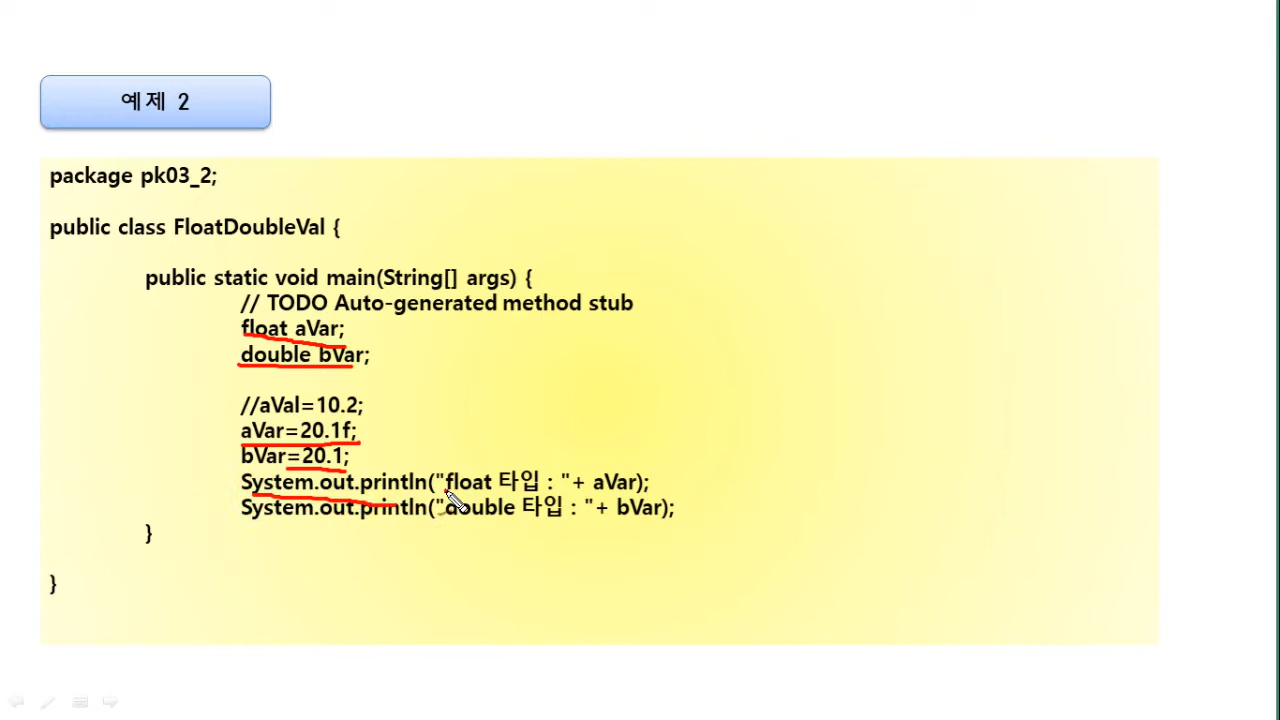 예제 2
package pk03_2;
public class FloatDoubleVal {
public static void main(String[] args) {
// TODO Auto-generated method stub
float aVar;
double bVar;
//aVal=10.2;
aVar=20.1f;
bVar=20.1;
System.out.println("float 타입 : "+ aVar);
System.out.println("double 타입 : "+ bVar);
}
}